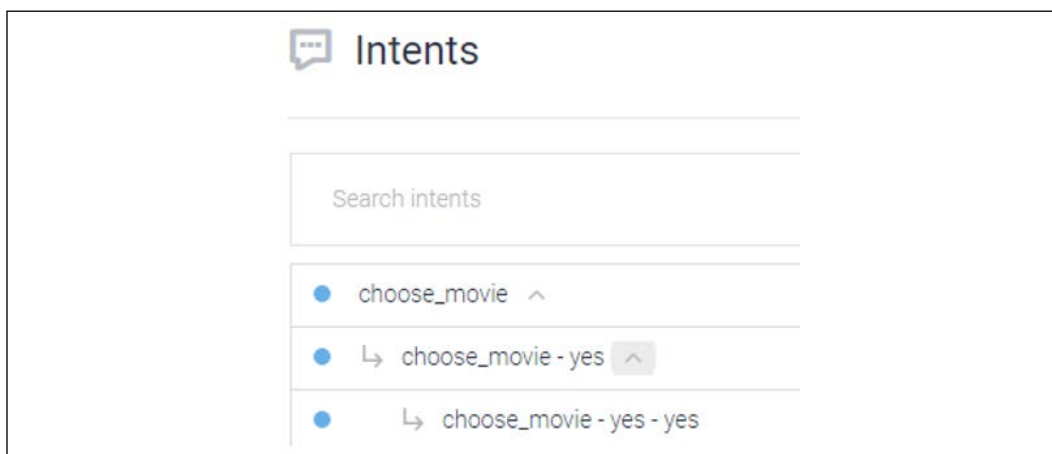 Intents
Search intents
choose_movie
choose_movie - yes
choose_movie - yes - yes